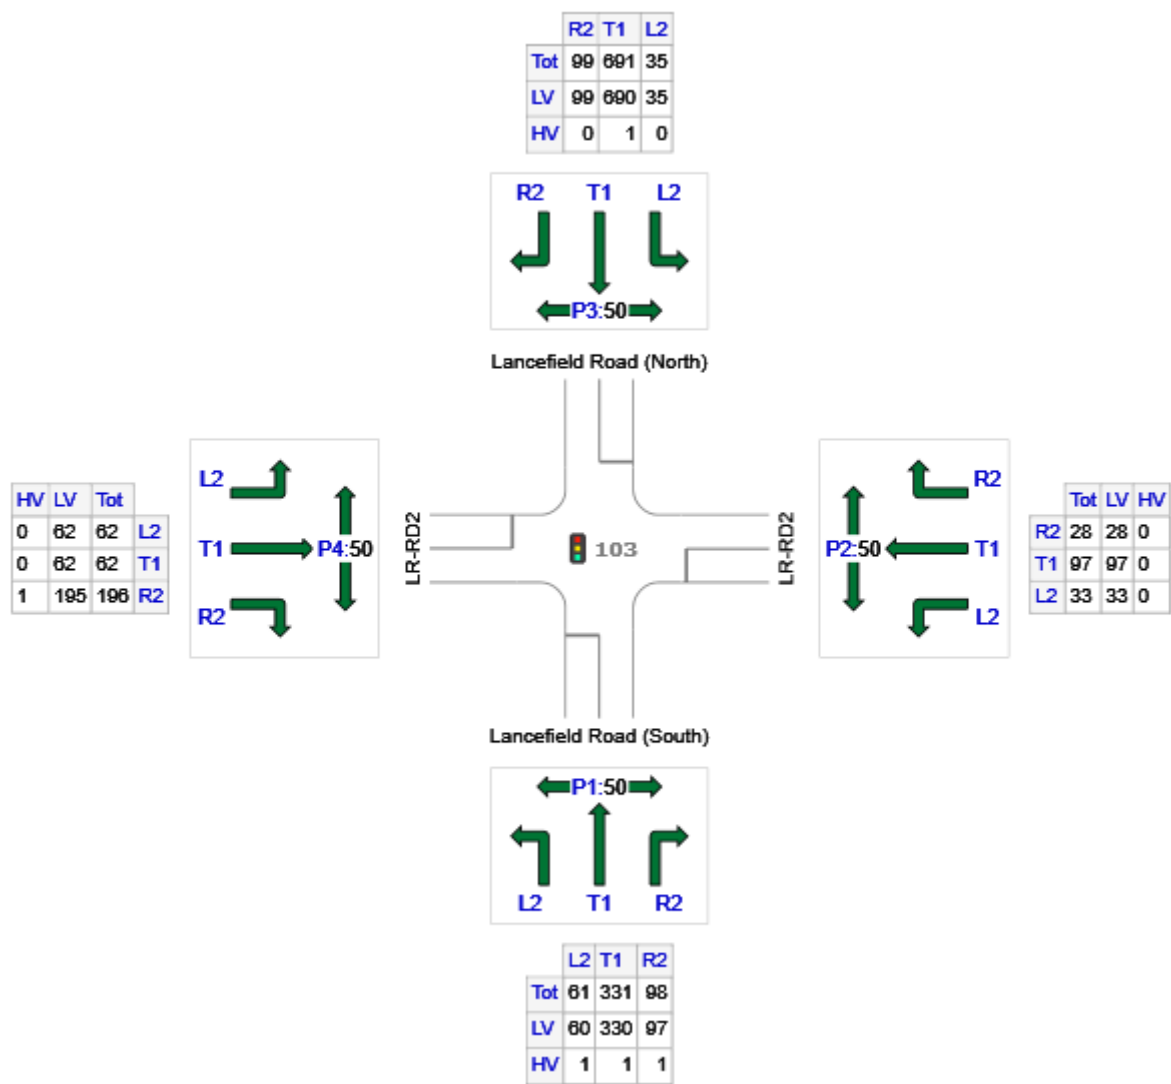 R2 T1 L2
Tot 99 691 35
LV 99 690 35
HV 0 1 0
R2 T1 L2
P3:50
Lancefield Road (North)
HV LV Tot
0 62 62 L2
0 62 62 T1
1 195 196 R2
L2
T1
R2
P4:50
LR-RD2
103
LR-RD2
P2:50
R2
T1
L2
Tot LV HV
R2 28 28 0
T1 97 97 0
L2 33 33 0
Lancefield Road (South)
P1:50
L2 T1 R2
L2 T1 R2
Tot 61 331 98
LV 60 330 97
HV 1 1 1